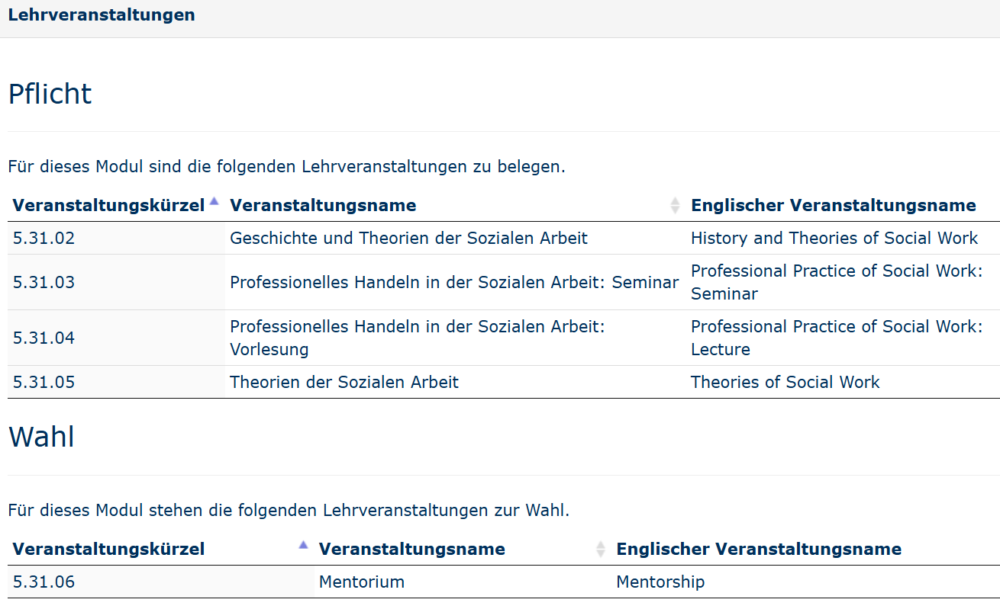 Lehrveranstaltungen
Pflicht
Für dieses Modul sind die folgenden Lehrveranstaltungen zu belegen.
Veranstaltungskürzel Veranstaltungsname Englischer Veranstaltungsname
5.31.02 Geschichte und Theorien der Sozialen Arbeit History and Theories of Social Work
5.31.03 Professionelles Handeln in der Sozialen Arbeit: Seminar Professional Practice of Social Work:
Seminar
5.31.04 Professionelles Handeln in der Sozialen Arbeit: Professional Practice of Social Work:
Vorlesung Lecture
5.31.05 Theorien der Sozialen Arbeit Theories of Social Work
Wahl
Für dieses Modul stehen die folgenden Lehrveranstaltungen zur Wahl.
Veranstaltungskürzel Veranstaltungsname Englischer Veranstaltungsname
5.31.06 Mentorium Mentorship